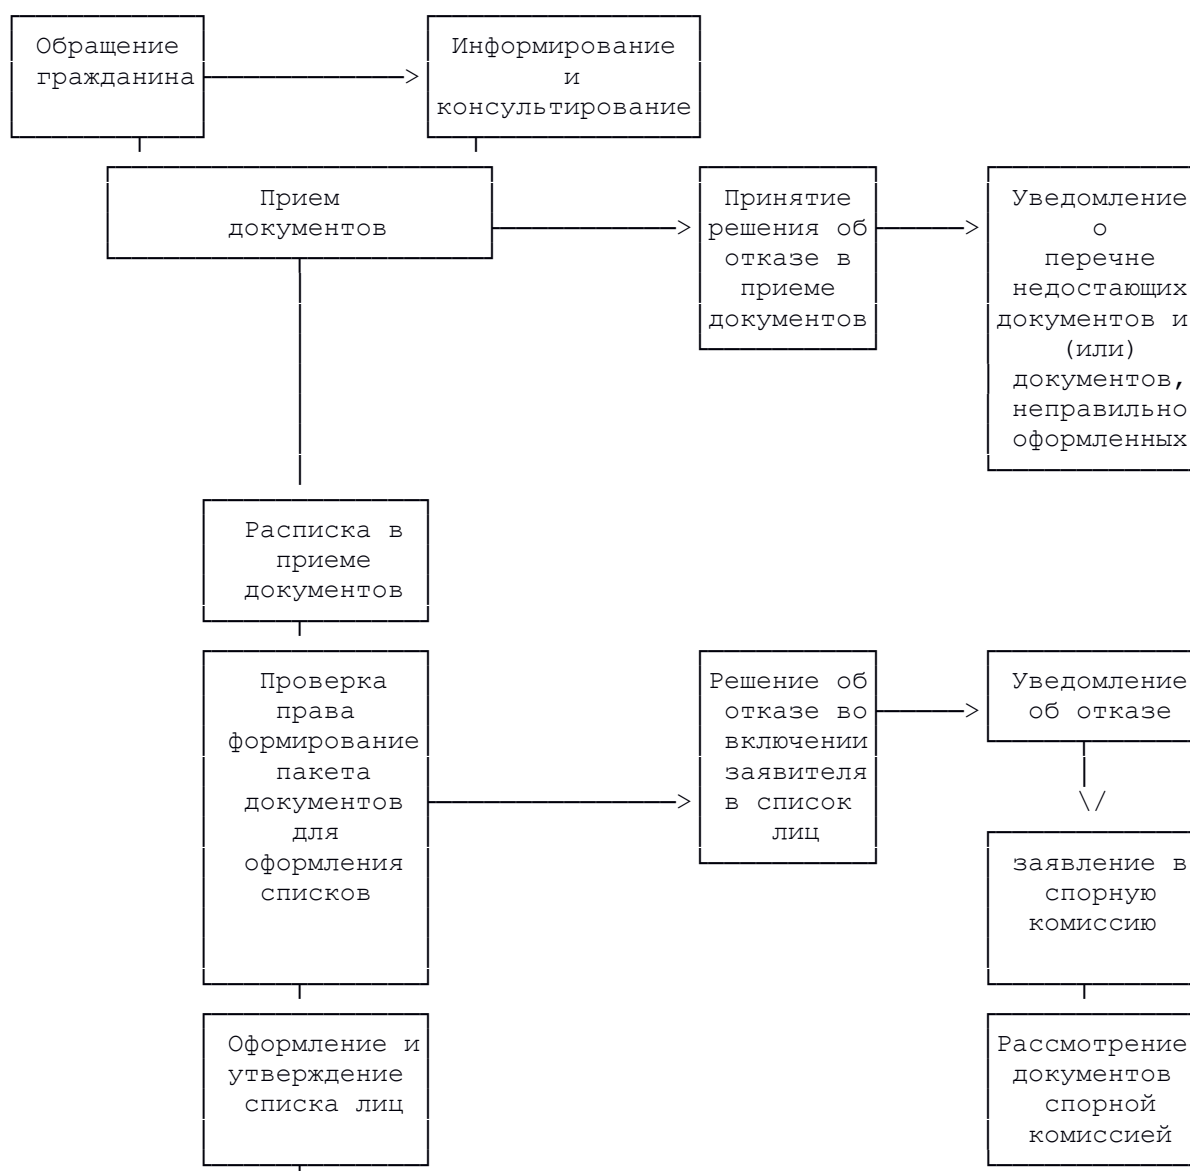 Обращение
гражданина
Информирование
и
консультирование
Прием
документов
Принятие
решения об
отказе в
приеме
документов
Уведомление
о
перечне
недостающих
документов и
(или)
документов,
неправильно
оформленных
Расписка в
приеме
документов
Проверка
права
формирование
пакета
документов
для
оформления
списков
Решение об
отказе во
включении
заявителя
в список
лиц
Уведомление
об отказе
заявление в
спорную
комиссию
Оформление и
утверждение
списка лиц
Рассмотрение
документов
спорной
комиссией